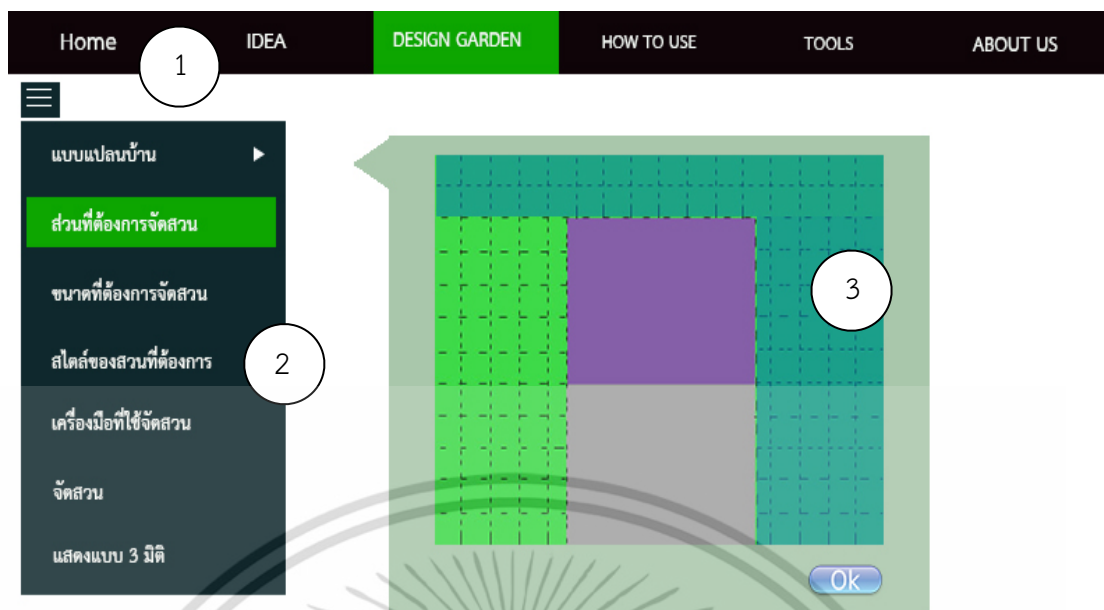 Home IDEA DESIGN GARDEN HOW TO USE TOOLS ABOUT US
1
แบบแปลนบ้าน
ส่วนที่ต้องการจัดสวน
ขนาดที่ต้องการจัดสวน
3
สไตล์ของสวนที่ต้องการ
2
เครื่องมือที่ใช้จัดสวน
จัดสวน
แสดงแบบ 3 มิติ
Ok